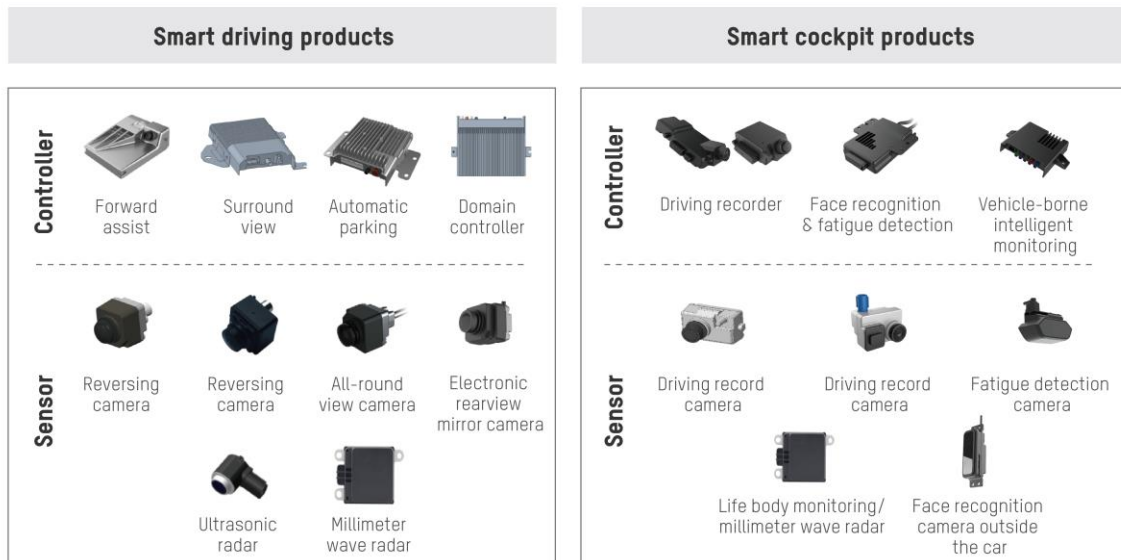 Smart driving products
Smart cockpit products
Controller
Forward
assist
Surround
view
Automatic
parking
Domain
controller
Sensor
Reversing
camera
Reversing
camera
All-round
view camera
Electronic
rearview
mirror camera
Ultrasonic
radar
Millimeter
wave radar
Controller
Driving recorder
Face recognition
& fatigue detection
Vehicle-borne
intelligent
monitoring
Sensor
Driving record
camera
Driving record
camera
Fatigue detection
camera
Life body monitoring/
millimeter wave radar
Face recognition
camera outside
the car